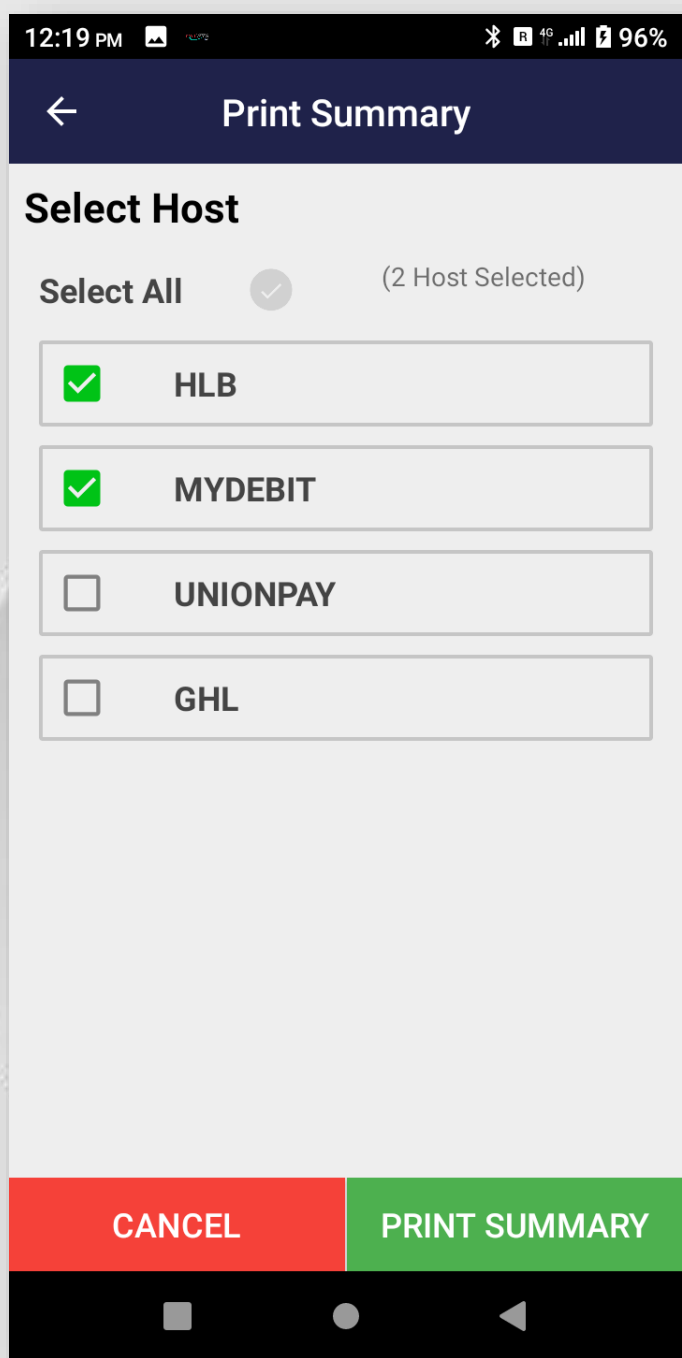 12:19 PM R 4G 96%
Print Summary
Select Host
Select All (2 Host Selected)
HLB
MYDEBIT
UNIONPAY
GHL
CANCEL PRINT SUMMARY